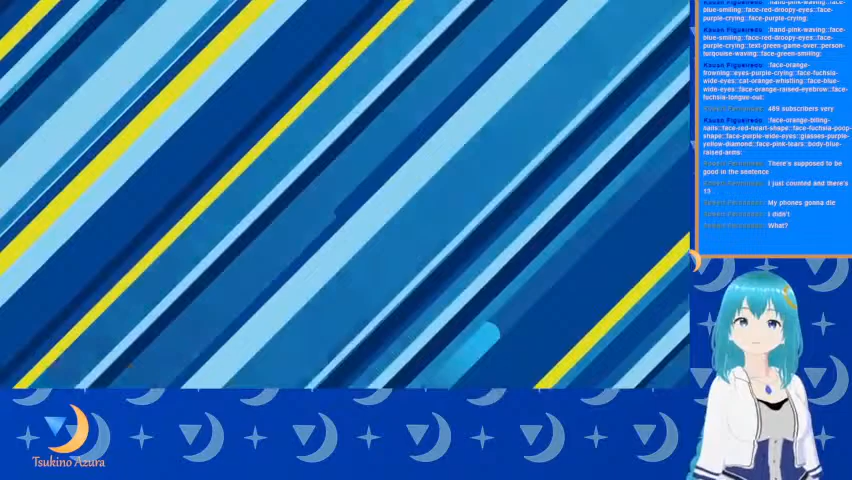 :hand-pink-waving::face-
blue-smiling::face-red-droopy-eyes::face-
purple-crying::face-purple-crying:
Kauan Figueiredo: :hand-pink-waving::face-
blue-smiling::face-red-droopy-eyes::face-
purple-crying::text-green-game-over::person-
turquoise-waving::face-green-smiling:
Kauan Figueiredo: :face-orange-
frowning::eyes-purple-crying::face-fuchsia-
wide-eyes::cat-orange-whistling::face-blue-
wide-eyes::face-orange-raised-eyebrow::face-
fuchsia-tongue-out:
489 subscribers very
Kauan Figueiredo: :face-orange-biting-
nails::face-red-heart-shape::face-fuchsia-poop-
shape::face-purple-wide-eyes::glasses-purple-
yellow-diamond::face-pink-tears::body-blue-
raised-arms:
There's supposed to be
good in the sentence
I just counted and there's
13
My phones gonna die
I didn't
What?
Tsukino Azura